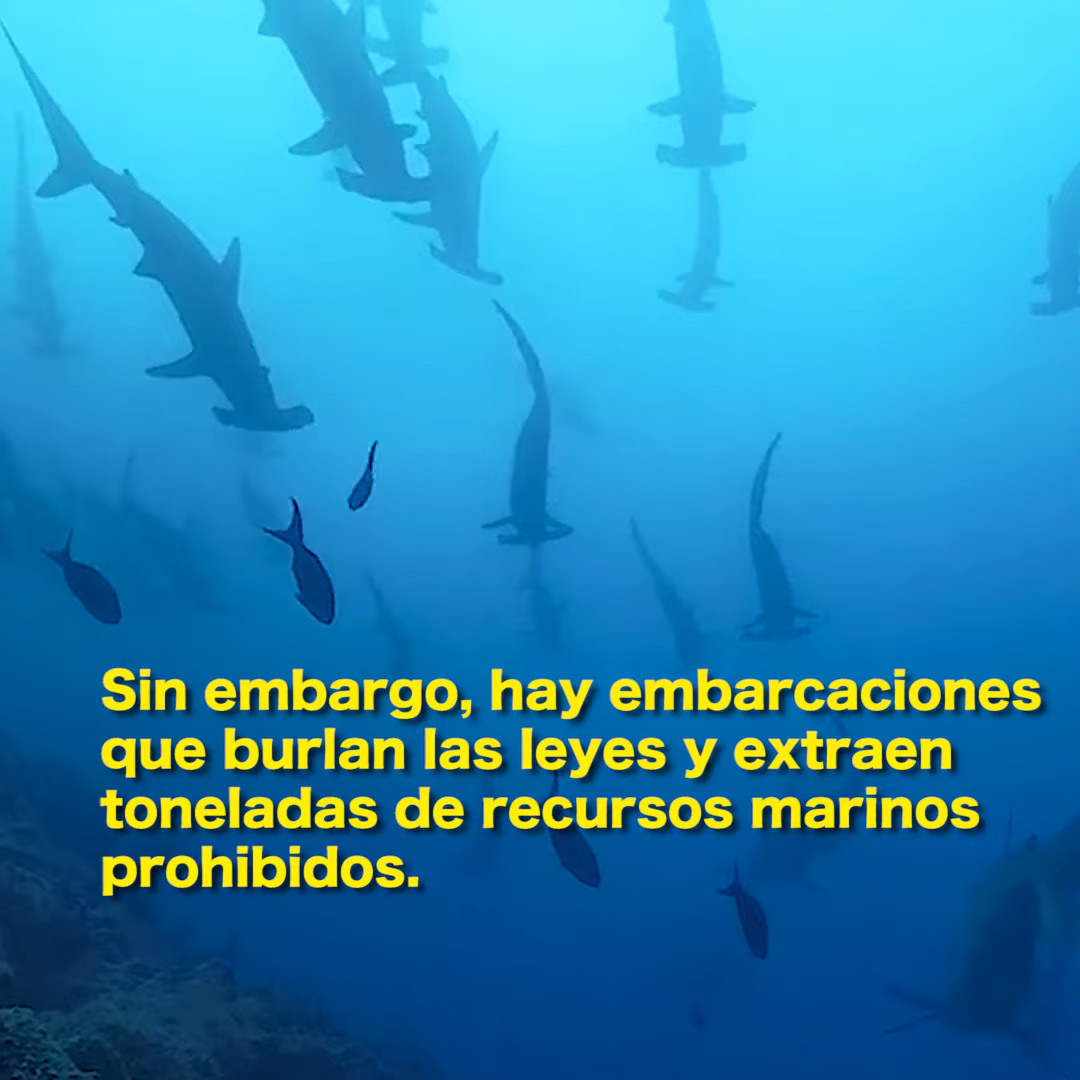 Sin embargo, hay embarcaciones
que burlan las leyes y extraen
toneladas de recursos marinos
prohibidos.